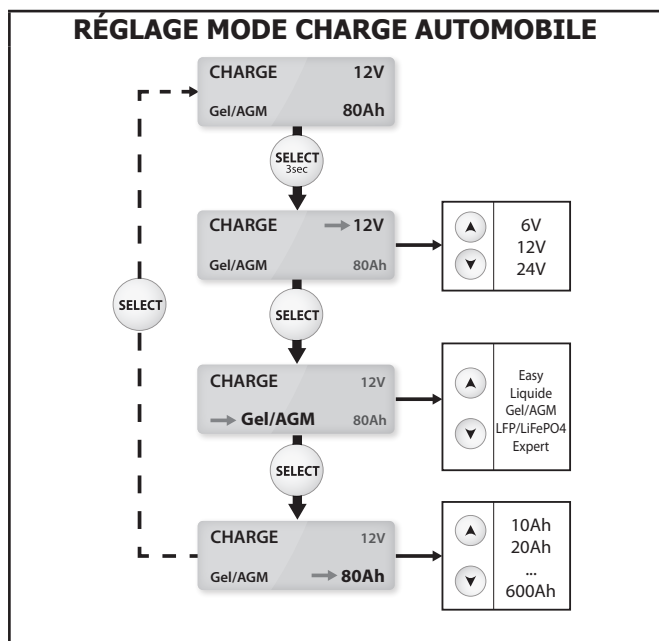 RÉGLAGE MODE CHARGE AUTOMOBILE
CHARGE 12V
Gel/AGM 80Ah
SELECT
3sec
CHARGE 12V
Gel/AGM 80Ah
6V
12V
24V
SELECT
SELECT
CHARGE 12V
Gel/AGM 80Ah
Easy
Liquide
Gel/AGM
LFP/LiFePO4
Expert
SELECT
CHARGE 12V
Gel/AGM 80Ah
10Ah
20Ah
...
600Ah